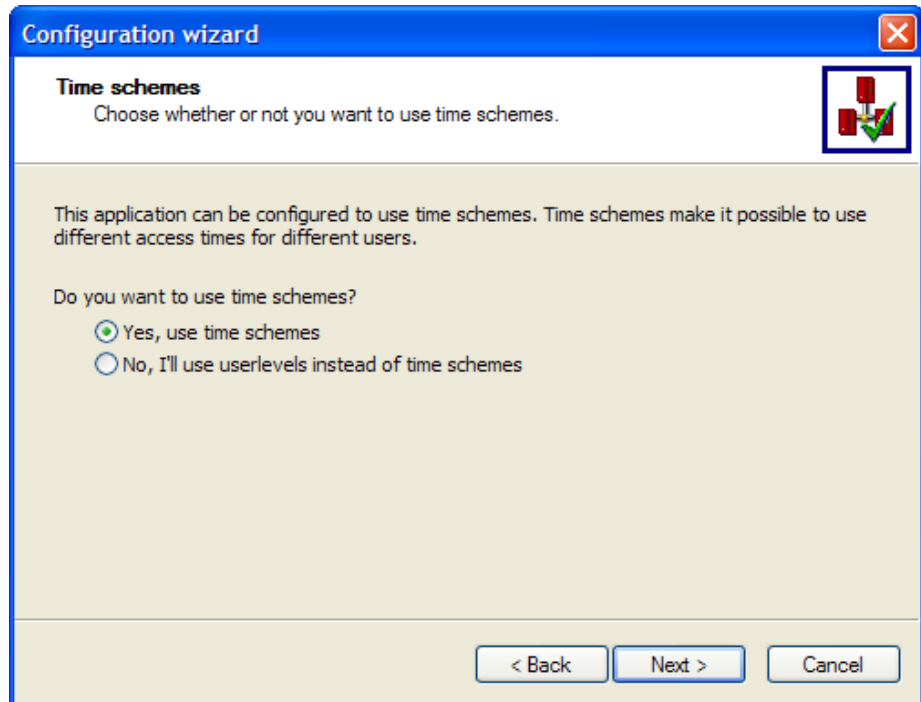 Configuration wizard
Time schemes
Choose whether or not you want to use time schemes.
This application can be configured to use time schemes. Time schemes make it possible to use
different access times for different users.
Do you want to use time schemes?
Yes, use time schemes
No, I'll use userlevels instead of time schemes
< Back Next > Cancel